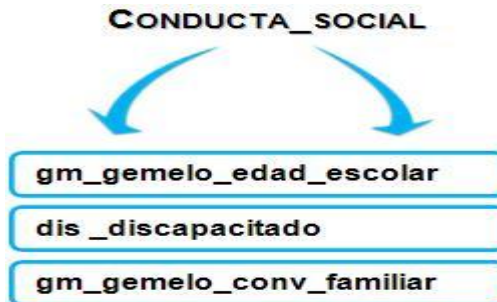 CONDUCTA_SOCIAL
gm_gemelo_edad_escolar
dis _discapacitado
gm_gemelo_conv_familiar